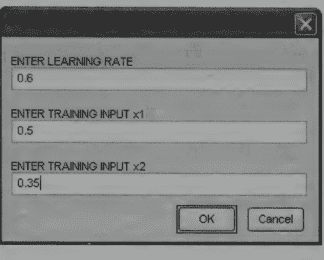 ENTER LEARNING RATE
0.6
ENTER TRAINING INPUT x1
0.5
ENTER TRAINING INPUT x2
0.35
OK
Cancel